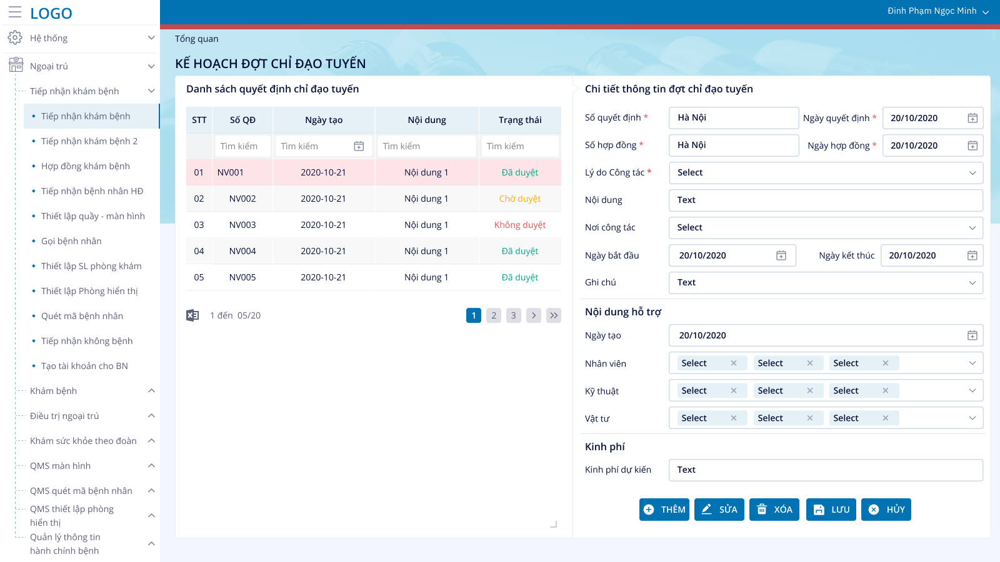 LOGO
Đinh Phạm Ngọc Minh
Hệ thống
Ngoại trú
Tiếp nhận khám bệnh
Tiếp nhận khám bệnh
Tiếp nhận khám bệnh 2
Hợp đồng khám bệnh
Tiếp nhận bệnh nhân HĐ
Thiết lập quầy - màn hình
Gọi bệnh nhân
Thiết lập SL phòng khám
Thiết lập Phòng hiển thị
Quét mã bệnh nhân
Tiếp nhận không bệnh
Tạo tài khoản cho BN
Khám bệnh
Điều trị ngoại trú
Khám sức khỏe theo đoàn
QMS màn hình
QMS quét mã bệnh nhân
QMS thiết lập phòng
hiển thị
Quản lý thông tin
hành chính bệnh
Tổng quan
KẾ HOẠCH ĐỢT CHỈ ĐẠO TUYẾN
Danh sách quyết định chỉ đạo tuyến
STT Số QĐ Ngày tạo Nội dung Trạng thái
Tìm kiếm Tìm kiếm Tìm kiếm Tìm kiếm
01 NV001 2020-10-21 Nội dung 1 Đã duyệt
02 NV002 2020-10-21 Nội dung 1 Chờ duyệt
03 NV003 2020-10-21 Nội dung 1 Không duyệt
04 NV004 2020-10-21 Nội dung 1 Đã duyệt
05 NV005 2020-10-21 Nội dung 1 Đã duyệt
1 đến 05/20 1 2 3
Chi tiết thông tin đợt chỉ đạo tuyến
Số quyết định * Hà Nội Ngày quyết định * 20/10/2020
Số hợp đồng * Hà Nội Ngày hợp đồng * 20/10/2020
Lý do Công tác * Select
Nội dung Text
Nơi công tác Select
Ngày bắt đầu 20/10/2020 Ngày kết thúc 20/10/2020
Ghi chú Text
Nội dung hỗ trợ
Ngày tạo 20/10/2020
Nhân viên Select Select Select
Kỹ thuật Select Select Select
Vật tư Select Select Select
Kinh phí
Kinh phí dự kiến Text
THÊM SỬA XÓA LƯU HỦY